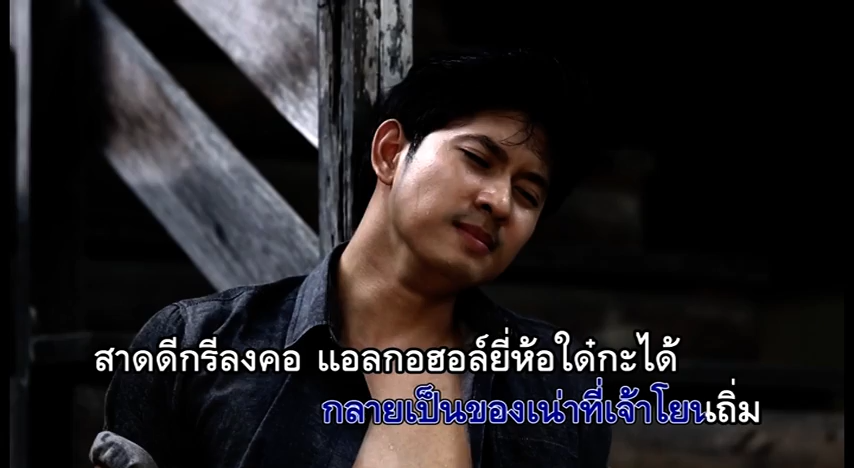 สาดดีกรีลงคอ แอลกอฮอล์ยี่ห้อใด๋กะได้
กลายเป็นของเน่าที่เจ้าโยนถิ่ม